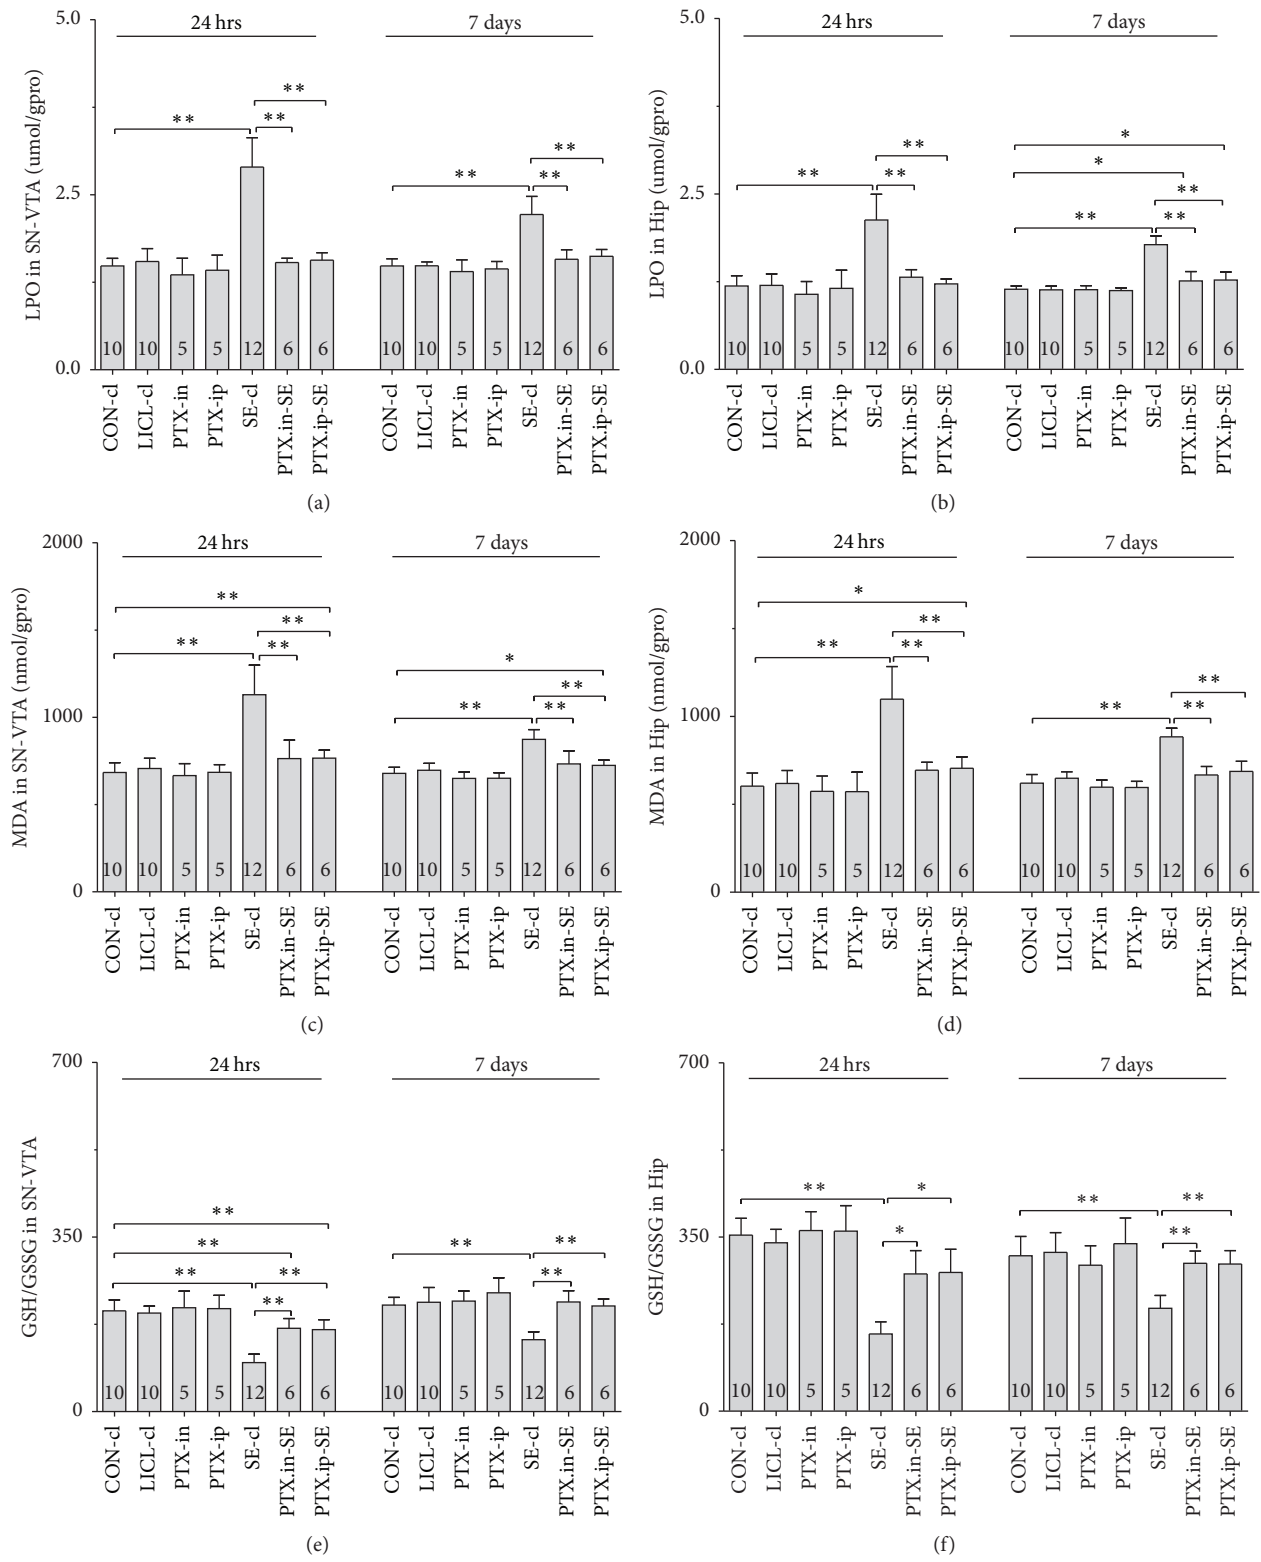 5.0
24 hrs
7 days
LPO in SN-VTA (umol/gpro)
** ** ** ** ** **
2.5
0.0
10 10 5 5 12 6 6 10 10 5 5 12 6 6
CON-cl LICL-cl PTX-in PTX-ip SE-cl PTX.in-SE PTX.ip-SE CON-cl LICL-cl PTX-in PTX-ip SE-cl PTX.in-SE PTX.ip-SE
(a)
5.0
24 hrs
7 days
LPO in Hip (umol/gpro)
** ** ** * * ** ** **
2.5
0.0
10 10 5 5 12 6 6 10 10 5 5 12 6 6
CON-cl LICL-cl PTX-in PTX-ip SE-cl PTX.in-SE PTX.ip-SE CON-cl LICL-cl PTX-in PTX-ip SE-cl PTX.in-SE PTX.ip-SE
(b)
2000
24 hrs
7 days
MDA in SN-VTA (nmol/gpro)
** ** ** ** * ** ** **
1000
0
10 10 5 5 12 6 6 10 10 5 5 12 6 6
CON-cl LICL-cl PTX-in PTX-ip SE-cl PTX.in-SE PTX.ip-SE CON-cl LICL-cl PTX-in PTX-ip SE-cl PTX.in-SE PTX.ip-SE
(c)
2000
24 hrs
7 days
MDA in Hip (nmol/gpro)
* ** ** ** ** ** **
1000
0
10 10 5 5 12 6 6 10 10 5 5 12 6 6
CON-cl LICL-cl PTX-in PTX-ip SE-cl PTX.in-SE PTX.ip-SE CON-cl LICL-cl PTX-in PTX-ip SE-cl PTX.in-SE PTX.ip-SE
(d)
700
24 hrs
7 days
GSH/GSSG in SN-VTA
** ** ** ** ** ** ** **
350
0
10 10 5 5 12 6 6 10 10 5 5 12 6 6
CON-cl LICL-cl PTX-in PTX-ip SE-cl PTX.in-SE PTX.ip-SE CON-cl LICL-cl PTX-in PTX-ip SE-cl PTX.in-SE PTX.ip-SE
(e)
700
24 hrs
7 days
GSH/GSSG in Hip
** * * ** ** **
350
0
10 10 5 5 12 6 6 10 10 5 5 12 6 6
CON-cl LICL-cl PTX-in PTX-ip SE-cl PTX.in-SE PTX.ip-SE CON-cl LICL-cl PTX-in PTX-ip SE-cl PTX.in-SE PTX.ip-SE
(f)